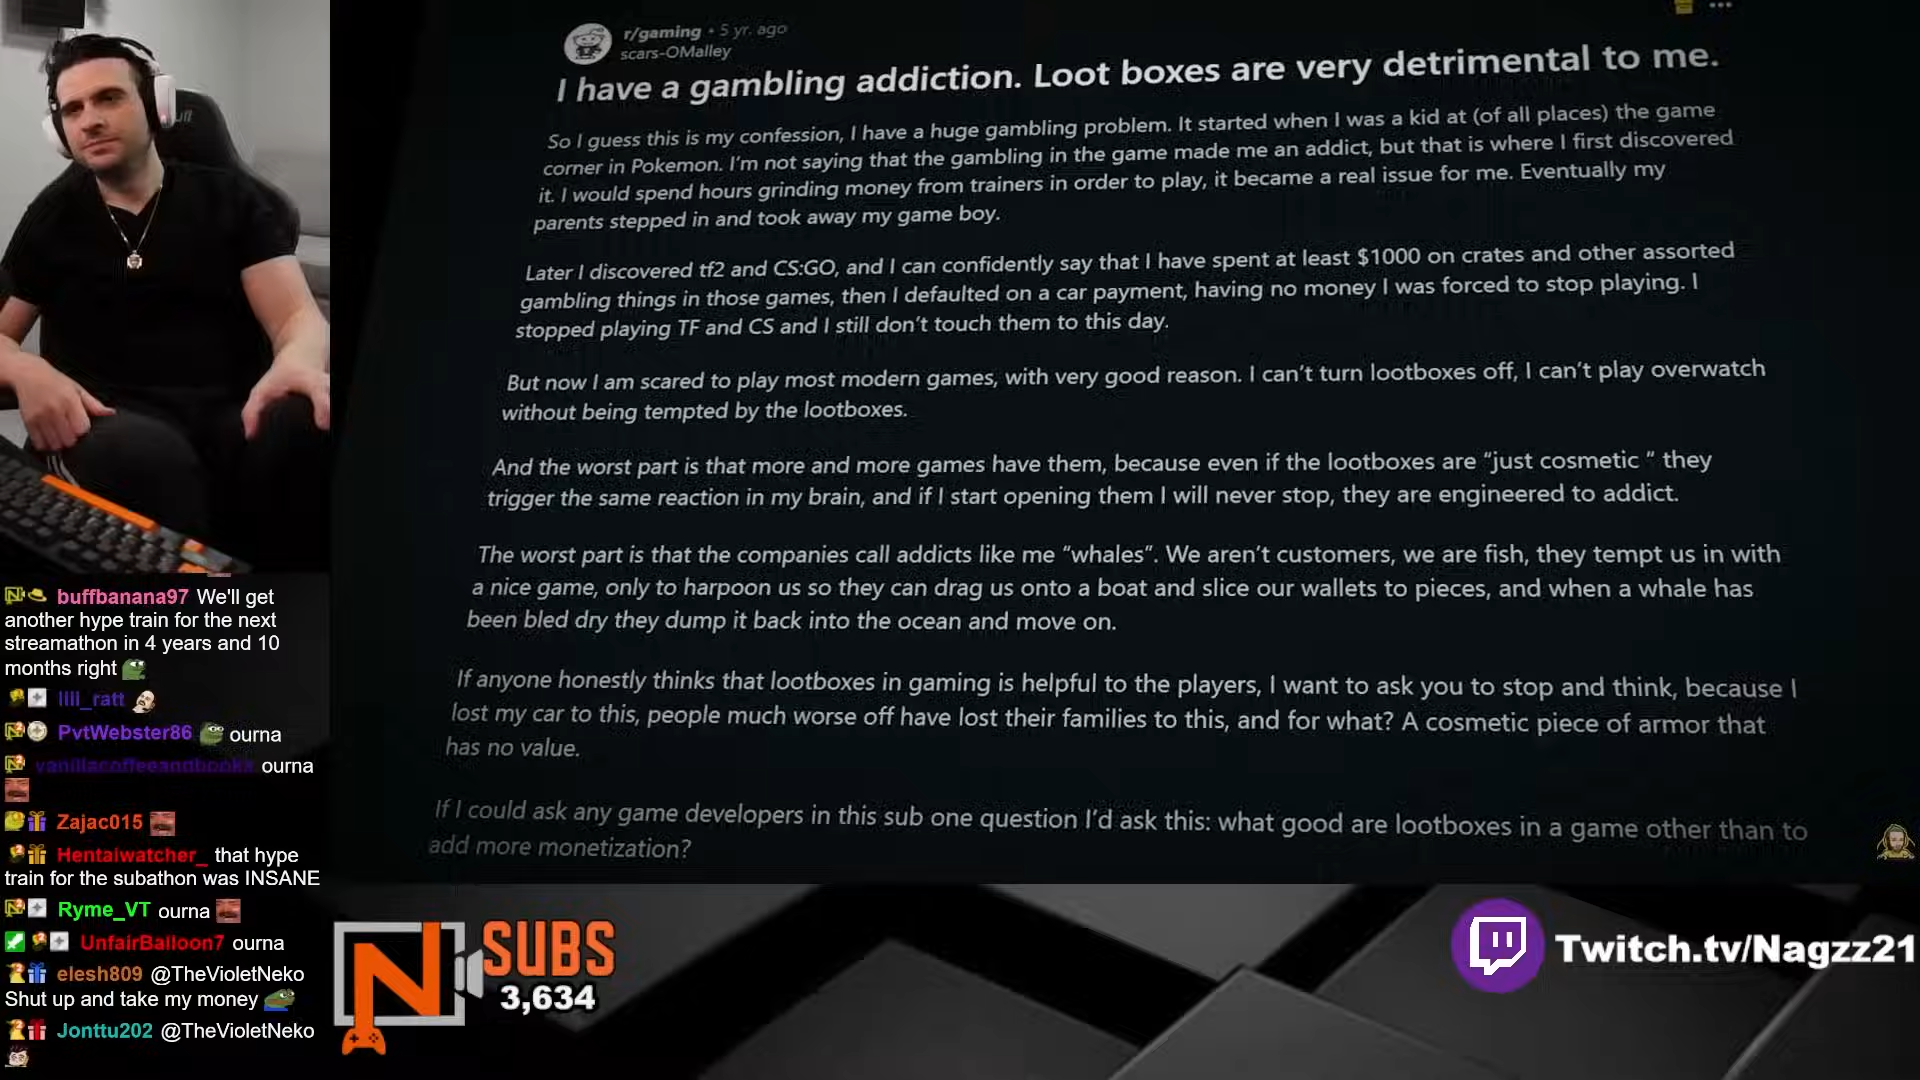 r/gaming • 5 yr. ago
scars-OMalley
I have a gambling addiction. Loot boxes are very detrimental to me.
So I guess this is my confession, I have a huge gambling problem. It started when I was a kid at (of all places) the game
corner in Pokemon. I'm not saying that the gambling in the game made me an addict, but that is where I first discovered
it. I would spend hours grinding money from trainers in order to play, it became a real issue for me. Eventually my
parents stepped in and took away my game boy.
Later I discovered tf2 and CS:GO, and I can confidently say that I have spent at least $1000 on crates and other assorted
gambling things in those games, then I defaulted on a car payment, having no money I was forced to stop playing. I
stopped playing TF and CS and I still don't touch them to this day.
But now I am scared to play most modern games, with very good reason. I can't turn lootboxes off, I can't play overwatch
without being tempted by the lootboxes.
And the worst part is that more and more games have them, because even if the lootboxes are "just cosmetic " they
trigger the same reaction in my brain, and if I start opening them I will never stop, they are engineered to addict.
The worst part is that the companies call addicts like me "whales". We aren't customers, we are fish, they tempt us in with
a nice game, only to harpoon us so they can drag us onto a boat and slice our wallets to pieces, and when a whale has
been bled dry they dump it back into the ocean and move on.
If anyone honestly thinks that lootboxes in gaming is helpful to the players, I want to ask you to stop and think, because I
lost my car to this, people much worse off have lost their families to this, and for what? A cosmetic piece of armor that
has no value.
If I could ask any game developers in this sub one question I'd ask this: what good are lootboxes in a game other than to
add more monetization?
buffbanana97 We'll get
another hype train for the next
streamathon in 4 years and 10
months right
llll_ratt
PvtWebster86 ourna
vanillacoffeeandbooks ourna
Zajac015
Hentaiwatcher_ that hype
train for the subathon was INSANE
Ryme_VT ourna
UnfairBalloon7 ourna
elesh809 @TheVioletNeko
Shut up and take my money
Jonttu202 @TheVioletNeko
N
SUBS
3,634
Twitch.tv/Nagzz21